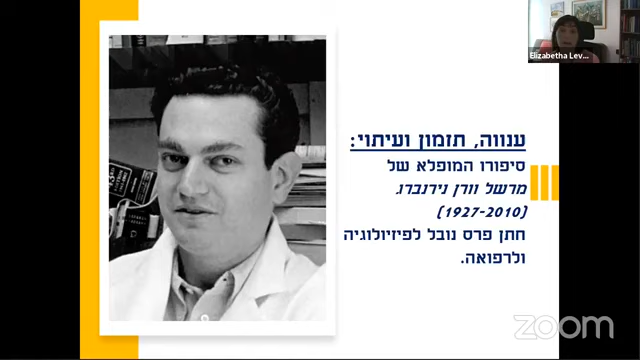 Elizabetha Lev...
ענווה, תזמון ועיתוי:
סיפורו המופלא של
מרשל וורן נירנברג
(1927-2010)
חתן פרס נובל לפיזיולוגיה
ולרפואה.
zoom